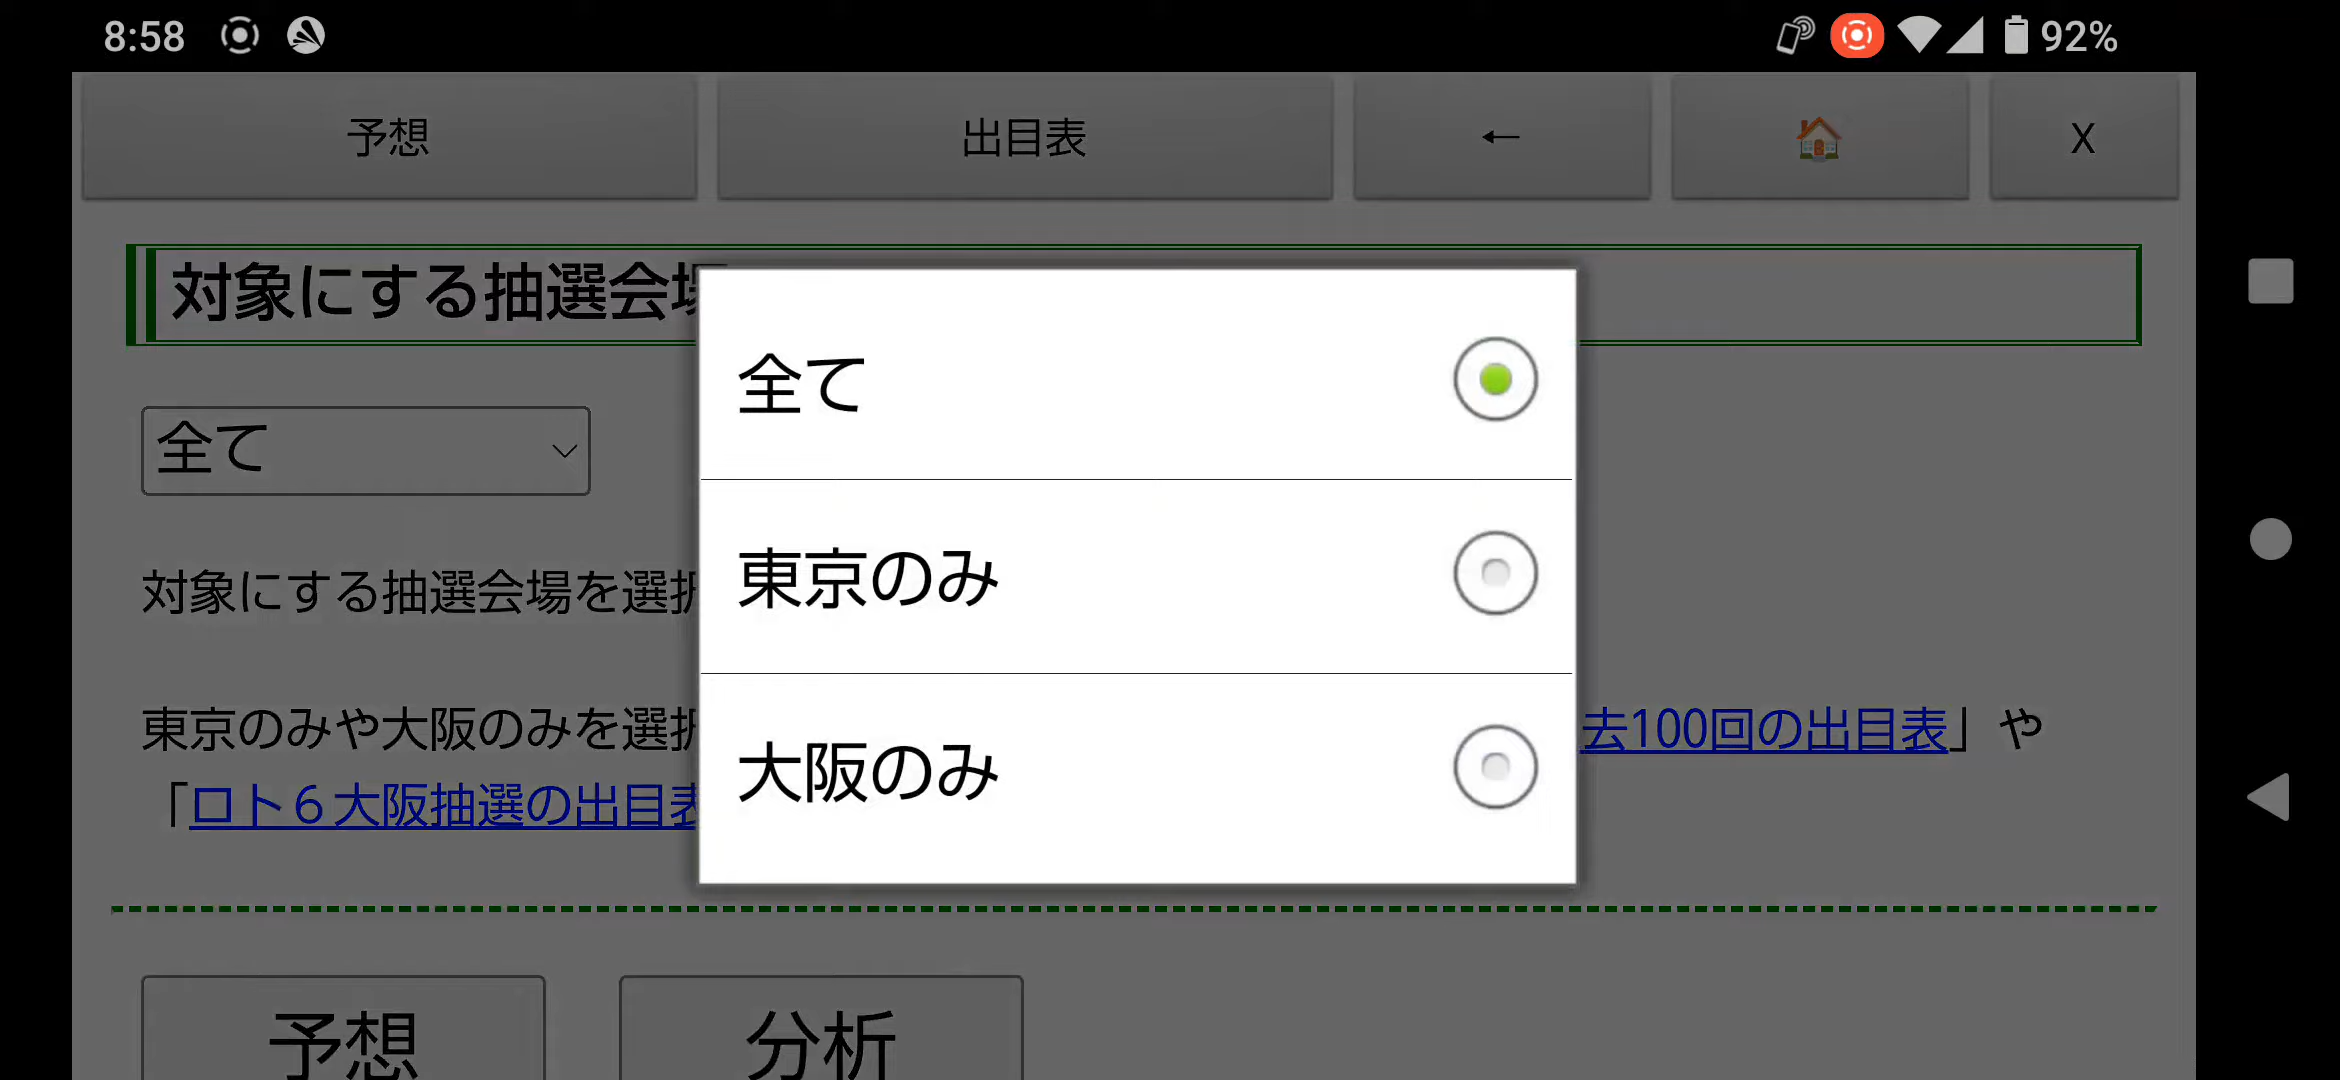 8:58
92%
予想
出目表
←
X
対象にする抽選会場
全て
対象にする抽選会場を選択
東京のみや大阪のみを選択
去100回の出目表」や
「ロト６大阪抽選の出目表
予想
分析
全て
東京のみ
大阪のみ